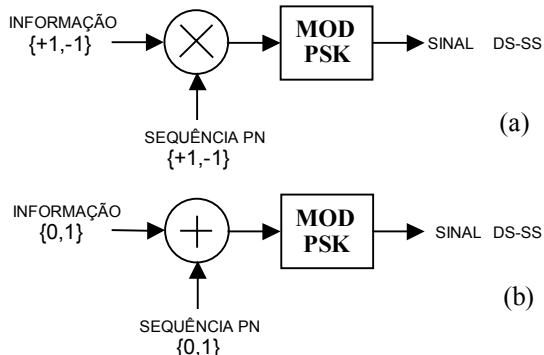 INFORMAÇÃO
{+1,-1}
MOD
PSK
SINAL DS-SS
SEQUÊNCIA PN
{+1,-1}
(a)
INFORMAÇÃO
{0,1}
MOD
PSK
SINAL DS-SS
SEQUÊNCIA PN
{0,1}
(b)